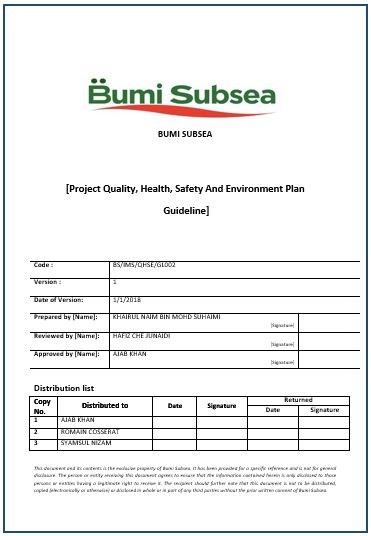 Bumi Subsea
BUMI SUBSEA
[Project Quality, Health, Safety And Environment Plan
Guideline]
Code : BS/IMS/QHSE/GL002
Version : 1
Date of Version: 1/1/2018
Prepared by [Name]: KHAIRUL NAIM BIN MOHD SUHAIMI
[Signature]
Reviewed by [Name]: HAFIZ CHE JUNAIDI
[Signature]
Approved by [Name]: AJAB KHAN
[Signature]
Distribution list
Copy No. Distributed to Date Signature Returned
Date Signature
1 AJAB KHAN
2 ROMAIN COSSERAT
3 SYAMSUL NIZAM
This document and its contents is the exclusive property of Bumi Subsea. It has been provided for a specific reference and is not for general
disclosure. The person or entity receiving this document agrees to ensure that the information contained herein is only disclosed to those
persons or entities having a legitimate right to receive it. The recipient should further note that this document is not to be distributed,
copied (electronically or otherwise) or disclosed in whole or in part of any third parties without the prior written consent of Bumi Subsea.